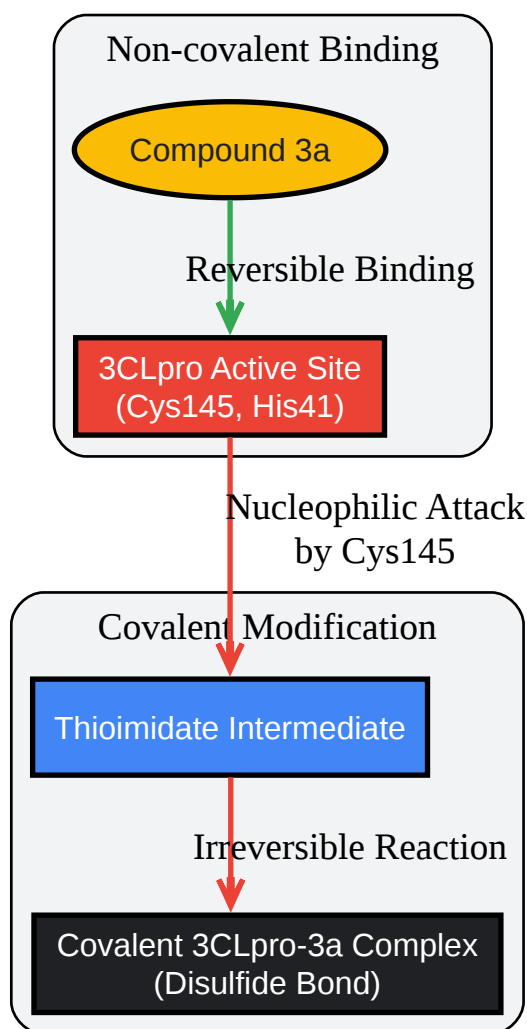 Non-covalent Binding
Compound 3a
Reversible Binding
3CLpro Active Site
(Cys145, His41)
Nucleophilic Attack
by Cys145
Covalent Modification
Thioimidate Intermediate
Irreversible Reaction
Covalent 3CLpro-3a Complex
(Disulfide Bond)